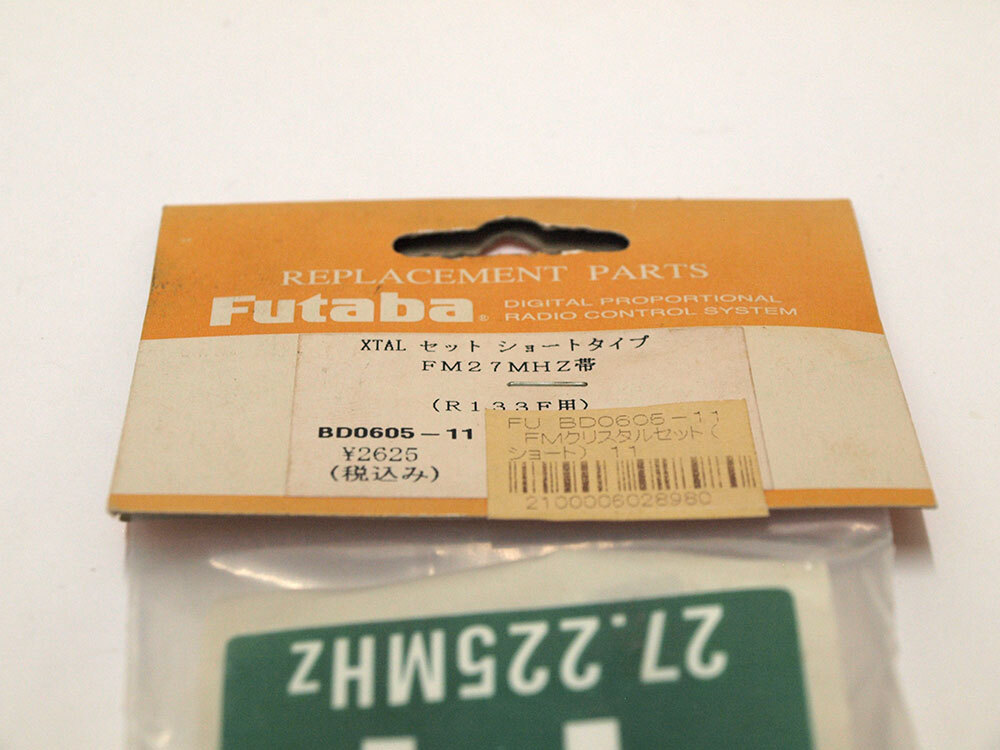 REPLACEMENT PARTS
Futaba®
DIGITAL PROPORTIONAL
RADIO CONTROL SYSTEM
XTAL セット ショートタイプ
FM27MHZ帯
(R133F用)
BD0605-11
¥2625
(税込み)
FU BD0605-11
FMクリスタルセット(
ショート) 11
2100006028980
27.225MHz